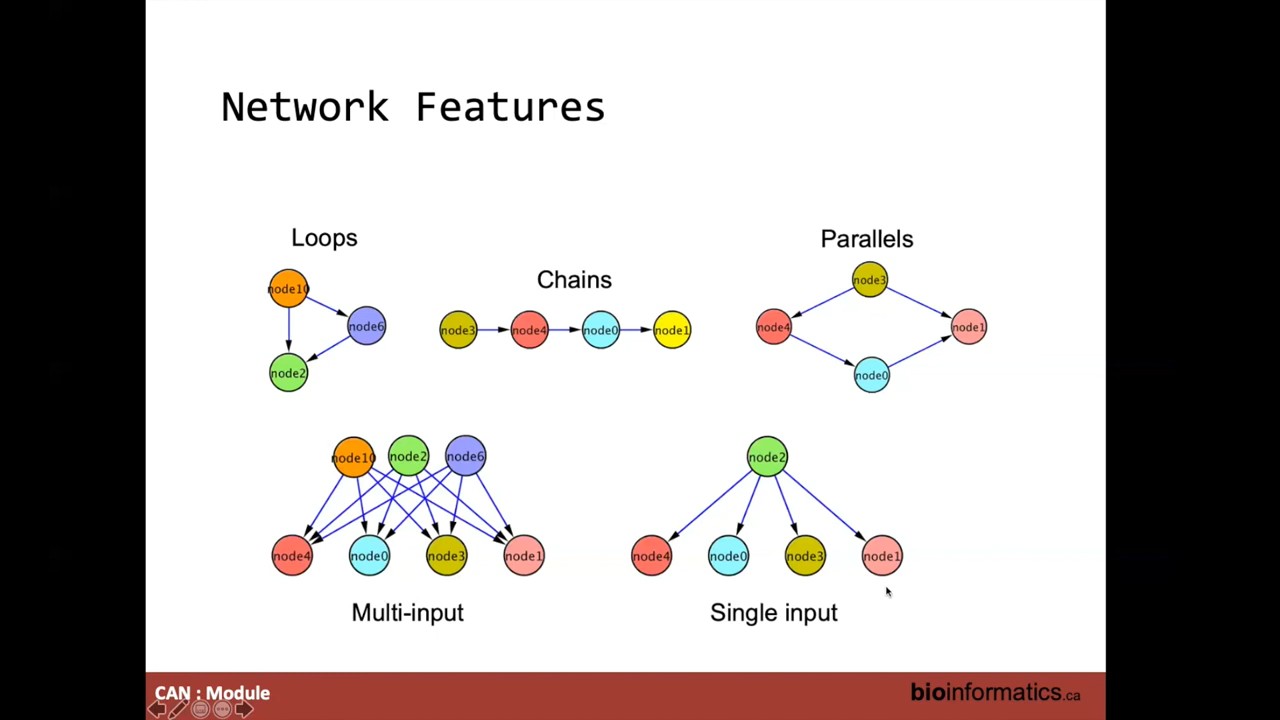 Network Features
Loops
node10
node6
node2
Chains
node3 node4 node0 node1
Parallels
node3
node4 node1
node0
node10 node2 node6
node4 node0 node3 node1
Multi-input
node2
node4 node0 node3 node1
Single input
CAN : Module
bioinformatics.ca